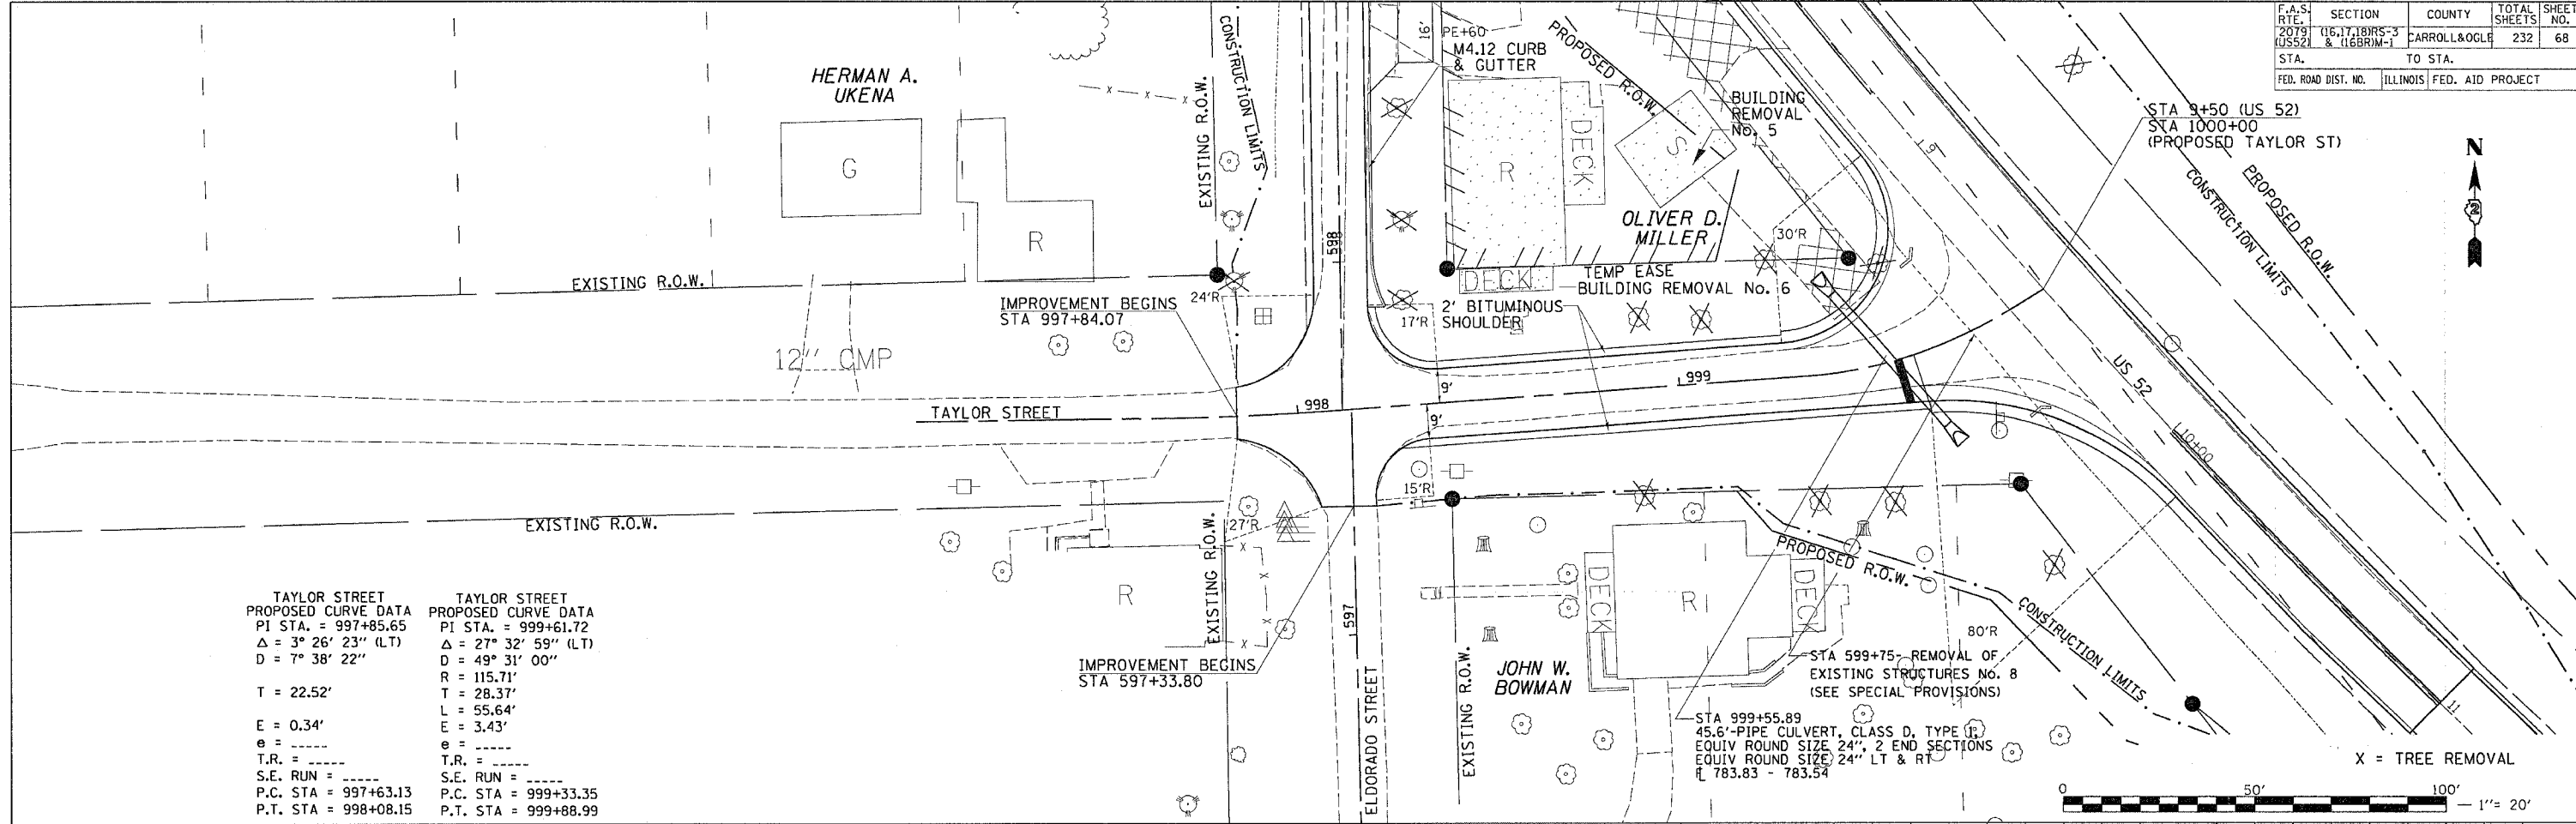 F.A.S. RTE. SECTION COUNTY TOTAL SHEETS SHEET NO.
2079 (US52) (16,17,18)RS-3 & (16BR)M-1 CARROLL&OGLE 232 68
STA. TO STA.
FED. ROAD DIST. NO. ILLINOIS FED. AID PROJECT
HERMAN A.
UKENA
G
R
EXISTING R.O.W.
CONSTRUCTION LIMITS
EXISTING R.O.W.
16'
PE+60
M4.12 CURB
& GUTTER
PROPOSED R.O.W.
BUILDING
REMOVAL
No. 5
DECK
R
S
OLIVER D.
MILLER
30'R
DECK
TEMP EASE
BUILDING REMOVAL No. 6
2' BITUMINOUS
SHOULDER
17'R
24'R
598
9
STA 9+50 (US 52)
STA 1000+00
(PROPOSED TAYLOR ST)
N
2
PROPOSED R.O.W.
CONSTRUCTION LIMITS
IMPROVEMENT BEGINS
STA 997+84.07
12" CMP
TAYLOR STREET
998
9'
9'
999
US 52
10+00
EXISTING R.O.W.
15'R
27'R
EXISTING R.O.W.
R
597
IMPROVEMENT BEGINS
STA 597+33.80
ELDORADO STREET
EXISTING R.O.W.
JOHN W.
BOWMAN
DECK
R
DECK
PROPOSED R.O.W.
CONSTRUCTION LIMITS
80'R
11
STA 599+75- REMOVAL OF
EXISTING STRUCTURES No. 8
(SEE SPECIAL PROVISIONS)
STA 999+55.89
45.6'-PIPE CULVERT, CLASS D, TYPE 1,
EQUIV ROUND SIZE 24", 2 END SECTIONS
EQUIV ROUND SIZE 24" LT & RT
783.83 - 783.54
TAYLOR STREET
PROPOSED CURVE DATA
PI STA. = 997+85.65
Δ = 3° 26' 23" (LT)
D = 7° 38' 22"
T = 22.52'
E = 0.34'
e = -----
T.R. = -----
S.E. RUN = -----
P.C. STA = 997+63.13
P.T. STA = 998+08.15
TAYLOR STREET
PROPOSED CURVE DATA
PI STA. = 999+61.72
Δ = 27° 32' 59" (LT)
D = 49° 31' 00"
R = 115.71'
T = 28.37'
L = 55.64'
E = 3.43'
e = -----
T.R. = -----
S.E. RUN = -----
P.C. STA = 999+33.35
P.T. STA = 999+88.99
X = TREE REMOVAL
0 50' 100'
1"= 20'